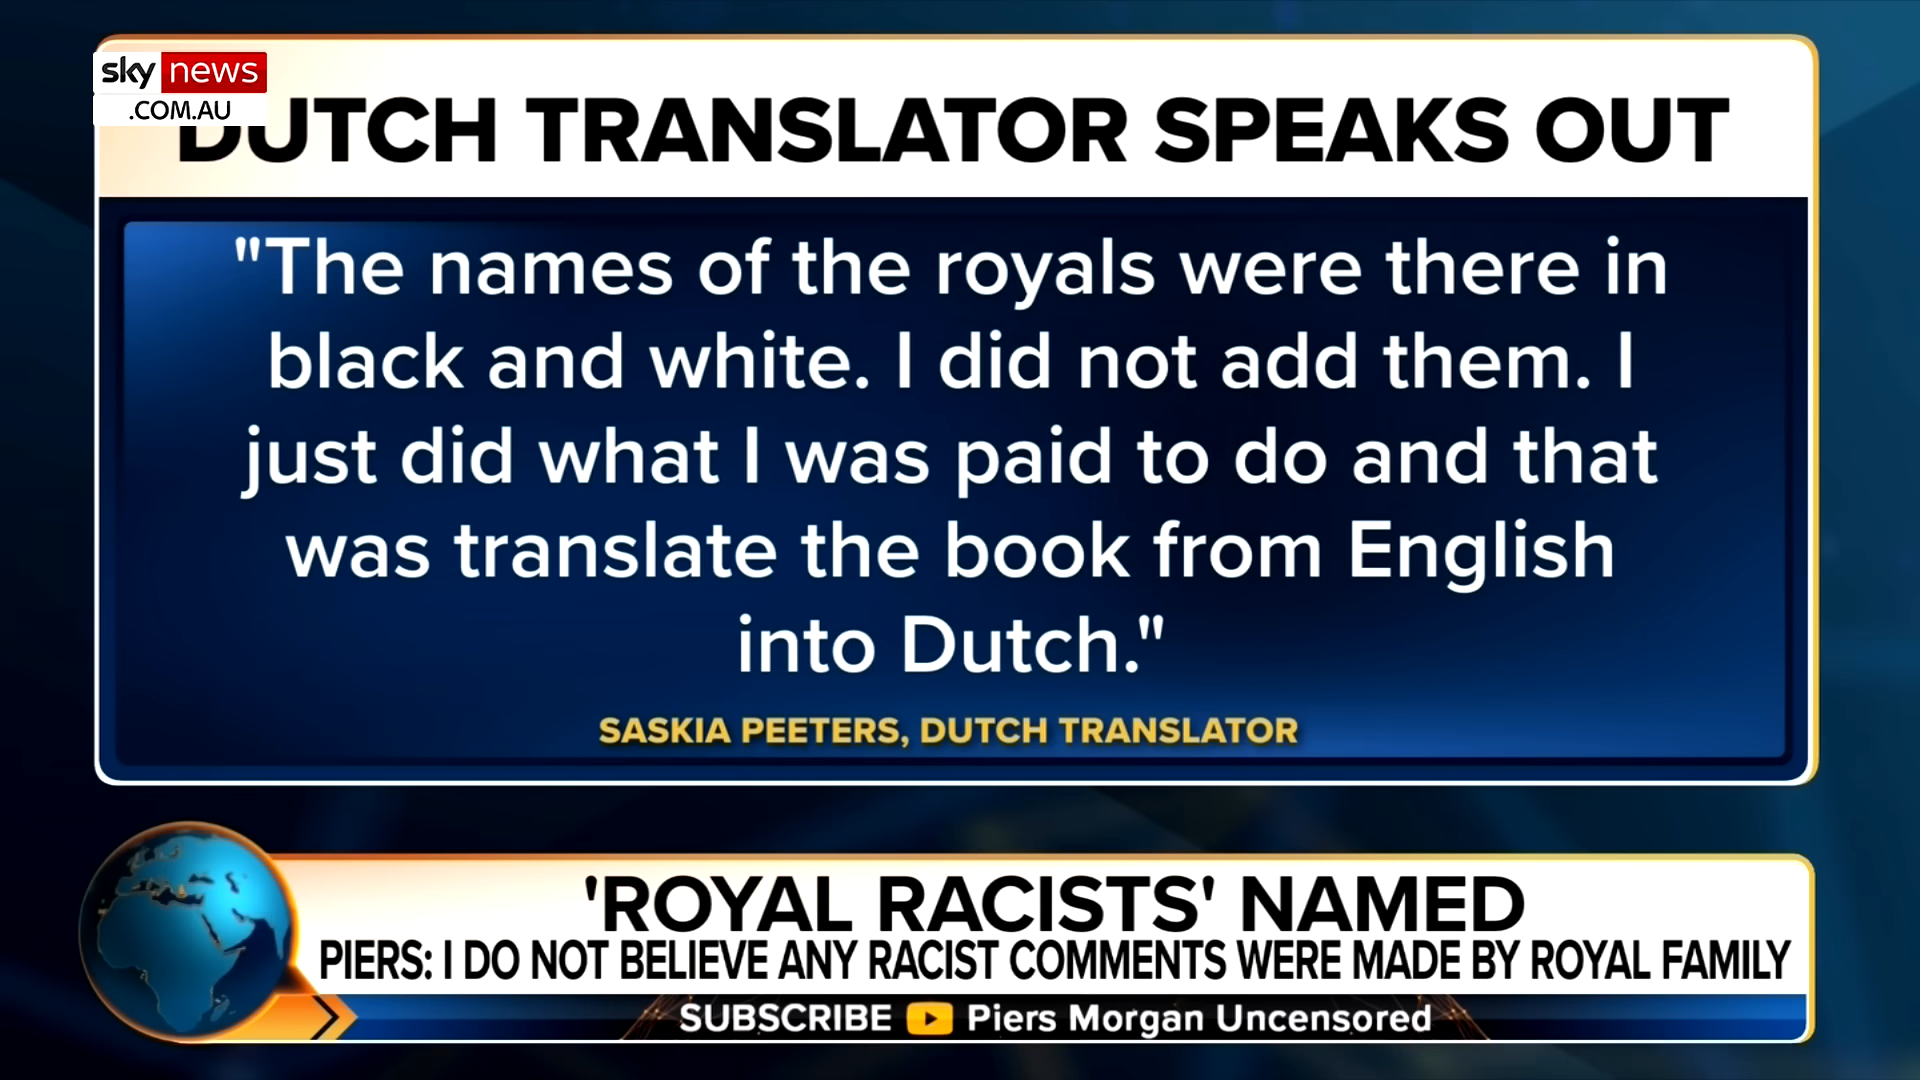 sky news
.COM.AU
DUTCH TRANSLATOR SPEAKS OUT
"The names of the royals were there in
black and white. I did not add them. I
just did what I was paid to do and that
was translate the book from English
into Dutch."
SASKIA PEETERS, DUTCH TRANSLATOR
'ROYAL RACISTS' NAMED
PIERS: I DO NOT BELIEVE ANY RACIST COMMENTS WERE MADE BY ROYAL FAMILY
SUBSCRIBE Piers Morgan Uncensored